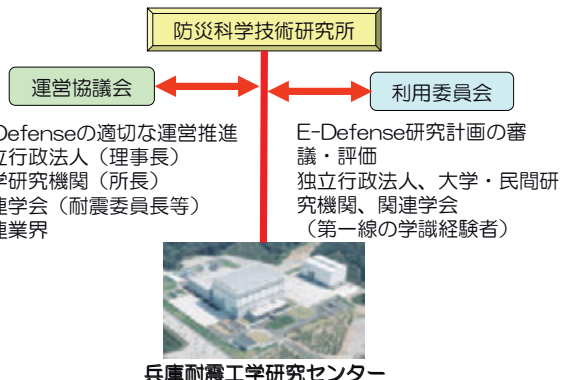 防災科学技術研究所
運営協議会
利用委員会
Defenseの適切な運営推進
立行政法人（理事長）
学研究機関（所長）
連学会（耐震委員長等）
連業界
E-Defense研究計画の審
議・評価
独立行政法人、大学・民間研
究機関、関連学会
（第一線の学識経験者）
兵庫耐震工学研究センター